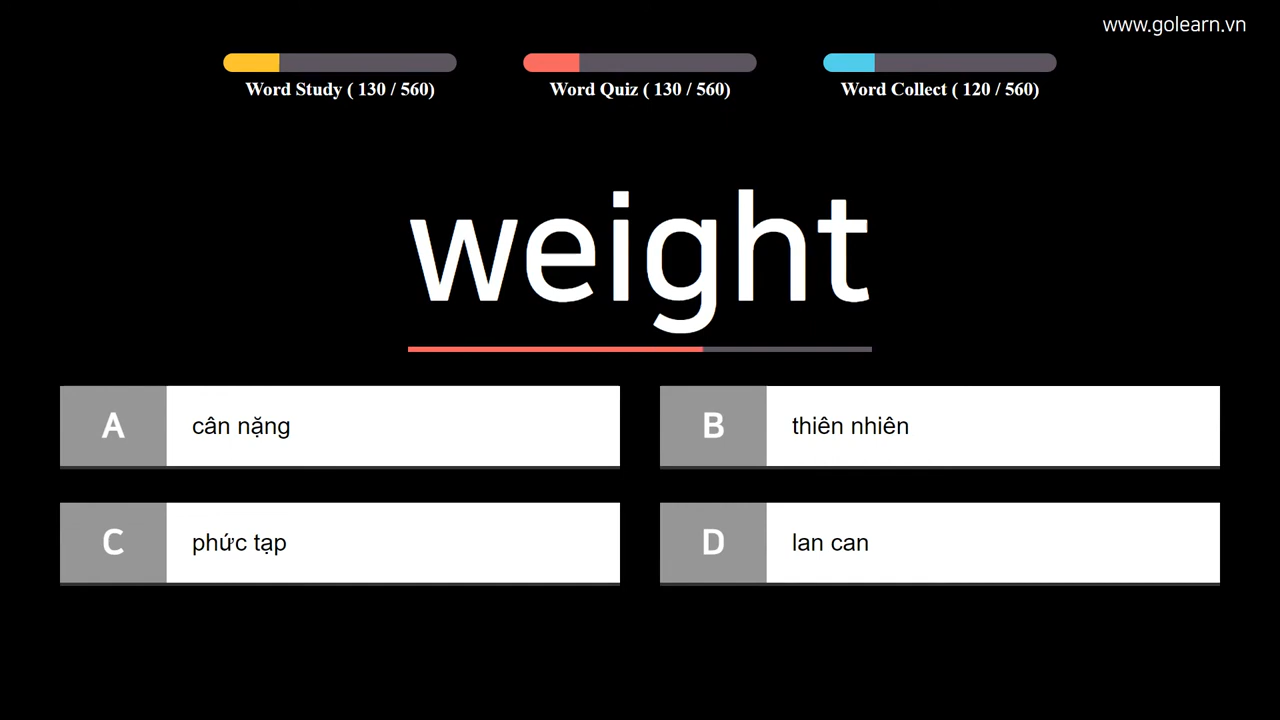 www.golearn.vn
Word Study ( 130 / 560)
Word Quiz ( 130 / 560)
Word Collect ( 120 / 560)
weight
A cân nặng
B thiên nhiên
C phức tạp
D lan can